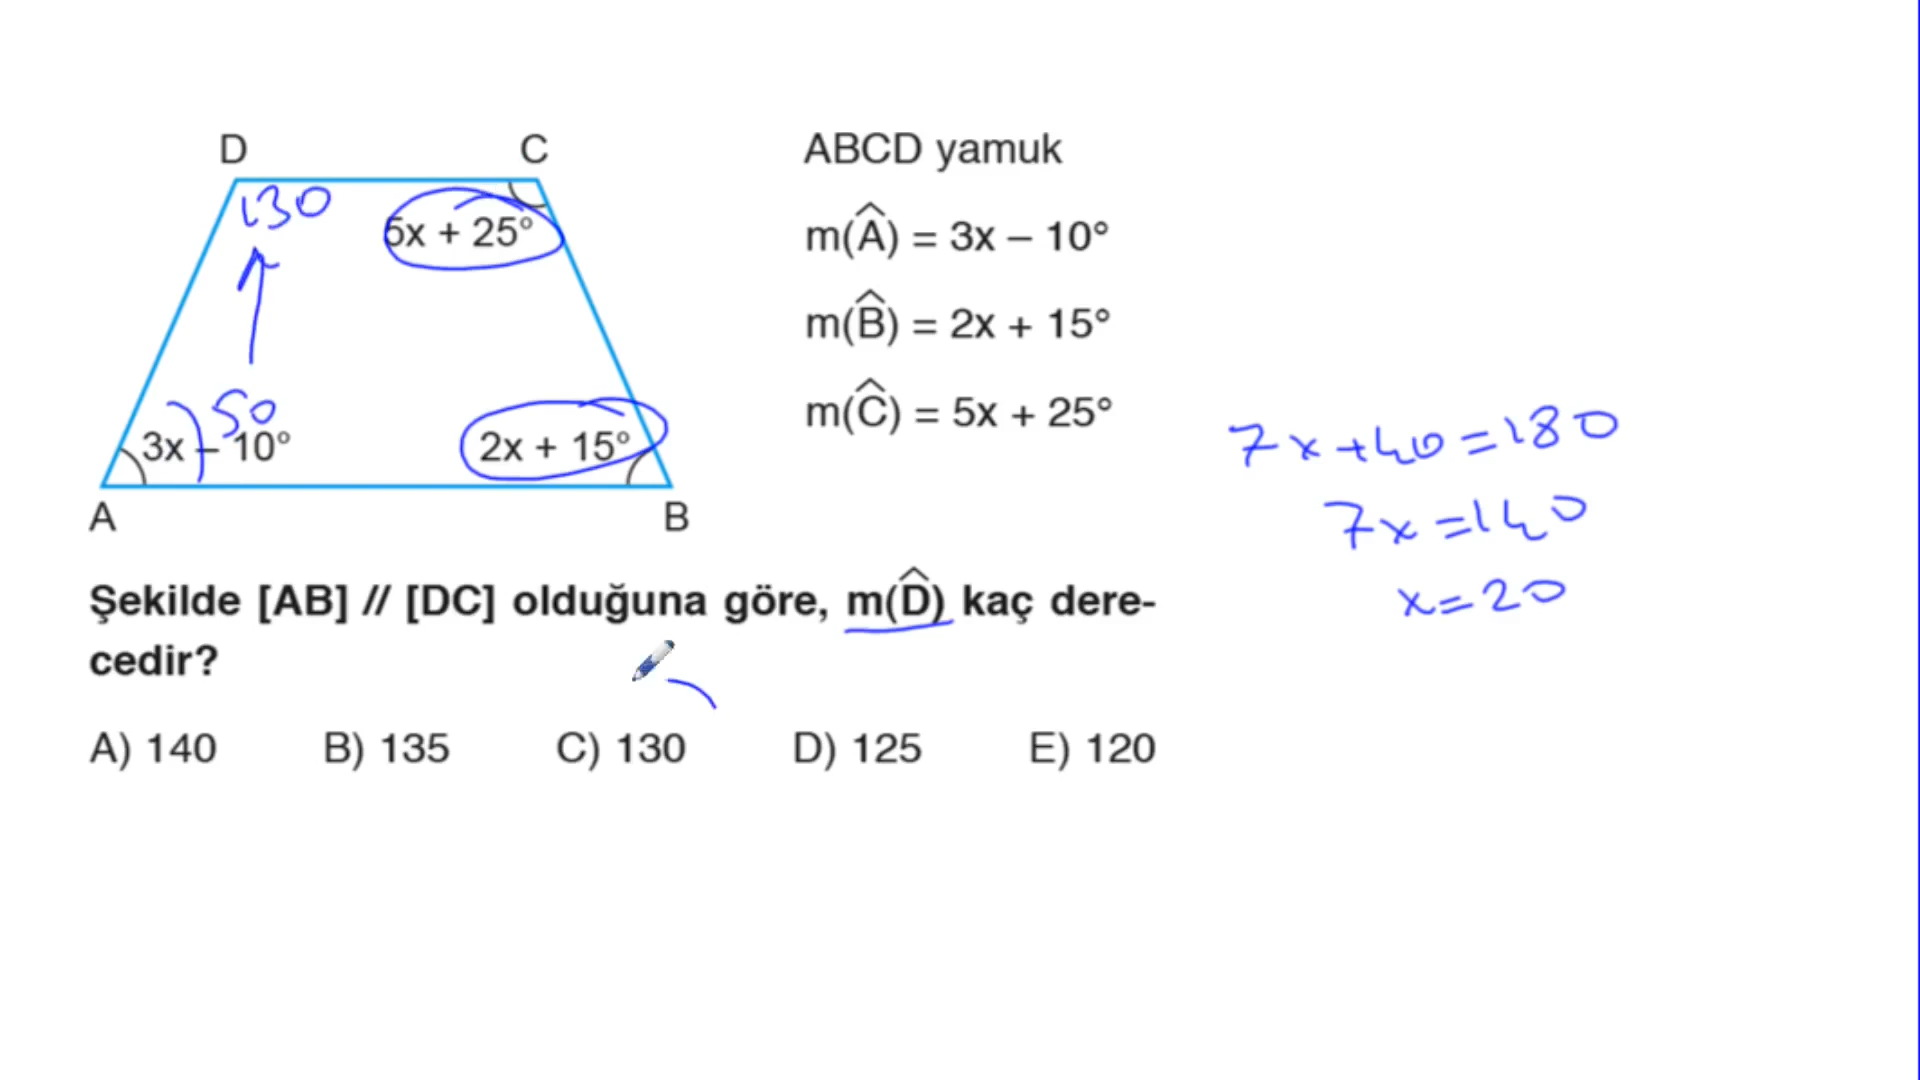 D C
130
5x + 25°
50
3x – 10°
2x + 15°
A B
ABCD yamuk
m(Â) = 3x – 10°
m(B̂) = 2x + 15°
m(Ĉ) = 5x + 25°
7x+40=180
7x=140
x=20
Şekilde [AB] // [DC] olduğuna göre, m(D̂) kaç dere-
cedir?
A) 140 B) 135 C) 130 D) 125 E) 120